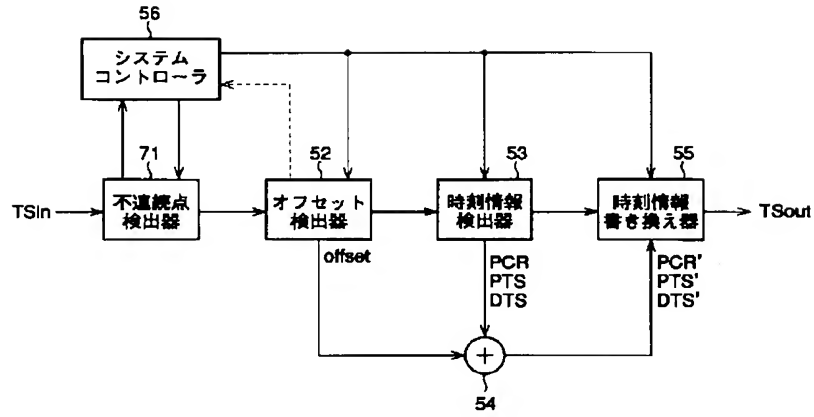 56
システム
コントローラ
71
52
53
55
TSin
不連続点
検出器
オフセット
検出器
時刻情報
検出器
時刻情報
書き換え器
TSout
offset
PCR
PTS
DTS
PCR'
PTS'
DTS'
+
54